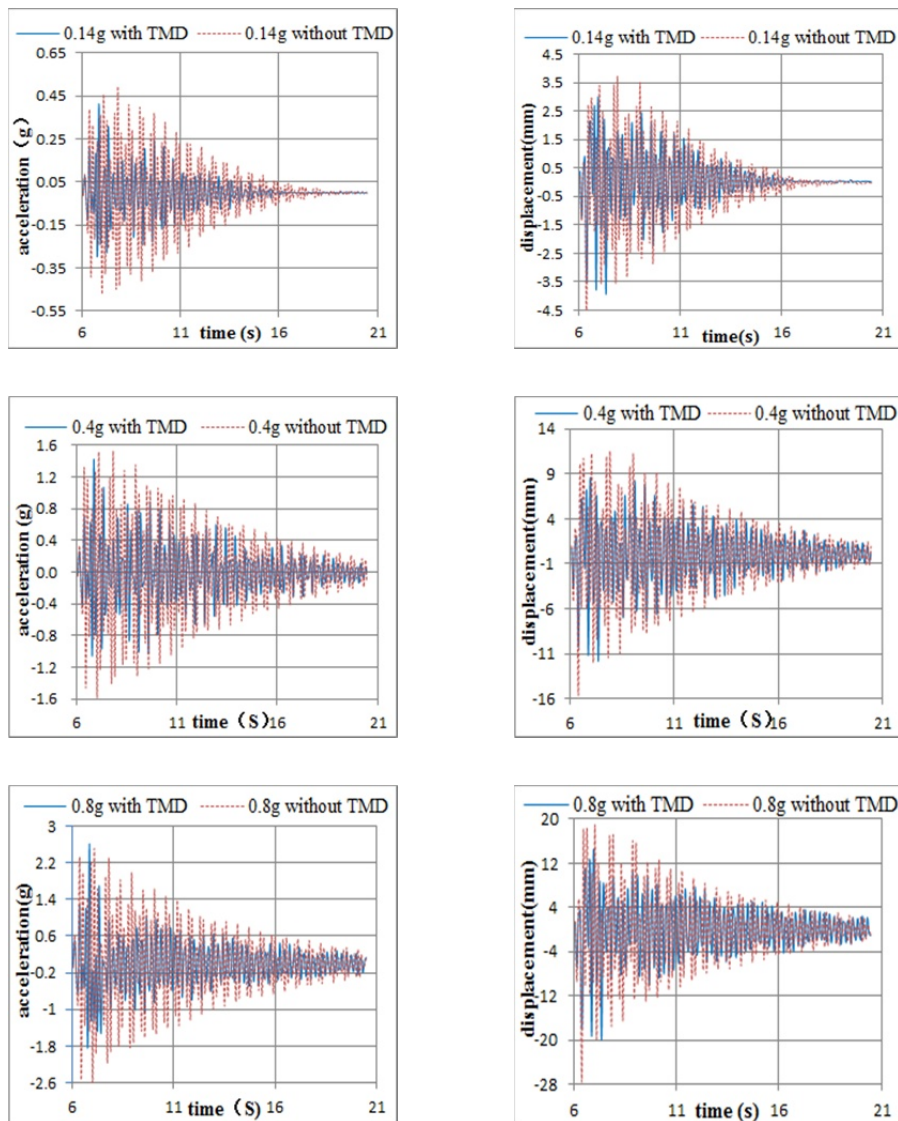 0.14g with TMD 0.14g without TMD
acceleration (g)
0.65
0.45
0.25
0.05
-0.15
-0.35
-0.55
6 11 16 21
time (s)
0.14g with TMD 0.14g without TMD
displacement(mm)
4.5
3.5
2.5
1.5
0.5
-0.5
-1.5
-2.5
-3.5
-4.5
6 11 16 21
time(s)
0.4g with TMD 0.4g without TMD
acceleration (g)
1.6
1.2
0.8
0.4
0.0
-0.4
-0.8
-1.2
-1.6
6 11 16 21
time (S)
0.4g with TMD 0.4g without TMD
displacement(mm)
14
9
4
-1
-6
-11
-16
6 11 16 21
time (S)
0.8g with TMD 0.8g without TMD
acceleration(g)
3
2.2
1.4
0.6
-0.2
-1
-1.8
-2.6
6 11 16 21
time (S)
0.8g with TMD 0.8g without TMD
displacement(mm)
20
12
4
-4
-12
-20
-28
6 11 16 21
time (s)